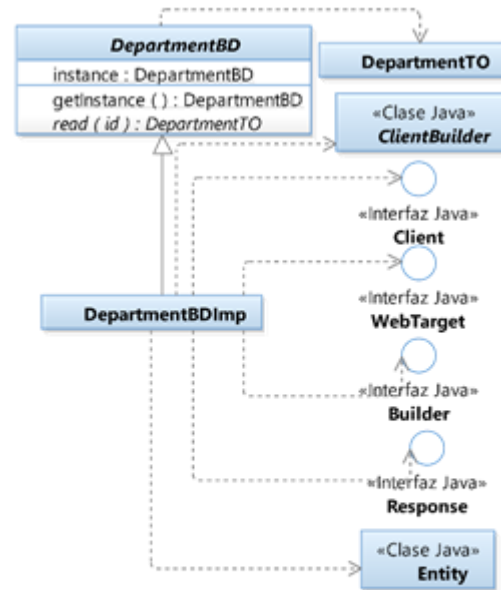 DepartmentBD
instance : DepartmentBD
getInstance ( ) : DepartmentBD
read ( id ) : DepartmentTO
DepartmentTO
«Clase Java»
ClientBuilder
«Interfaz Java»
Client
«Interfaz Java»
WebTarget
DepartmentBDImp
«Interfaz Java»
Builder
«Interfaz Java»
Response
«Clase Java»
Entity